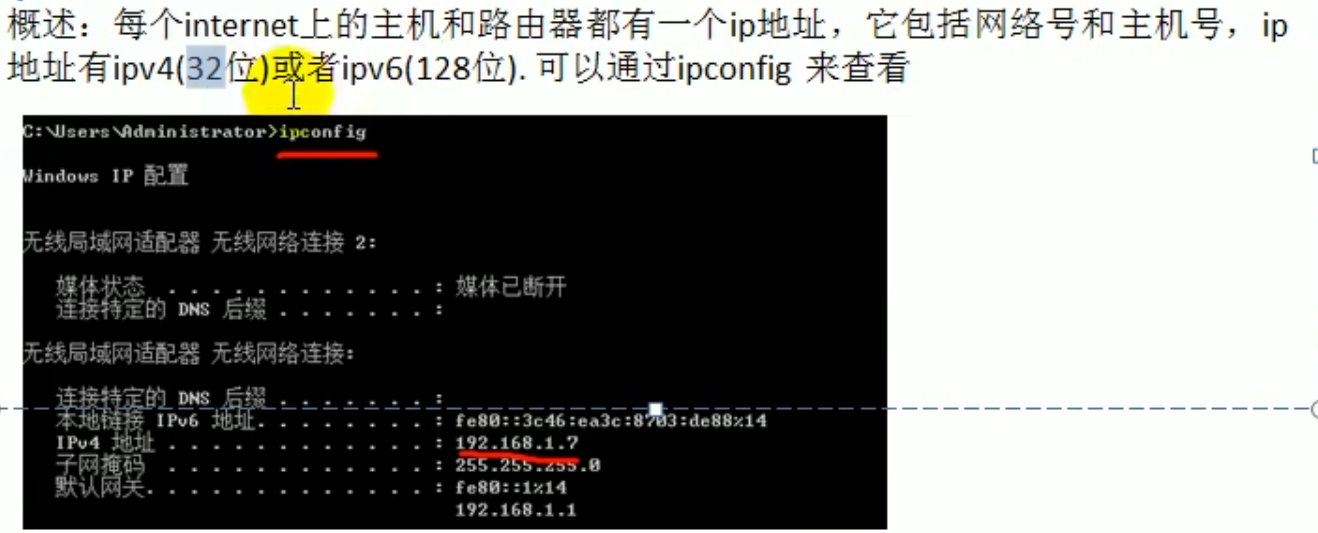 概述：每个internet上的主机和路由器都有一个ip地址，它包括网络号和主机号，ip
地址有ipv4(32位)或者ipv6(128位). 可以通过ipconfig 来查看
C:\Users\Administrator>ipconfig
Windows IP 配置
无线局域网适配器 无线网络连接 2:
媒体状态 . . . . . . . . . . . . : 媒体已断开
连接特定的 DNS 后缀 . . . . . . . :
无线局域网适配器 无线网络连接:
连接特定的 DNS 后缀 . . . . . . . :
本地链接 IPv6 地址. . . . . . . . : fe80::3c46:ea3c:8703:de88%14
IPv4 地址 . . . . . . . . . . . . : 192.168.1.7
子网掩码 . . . . . . . . . . . . : 255.255.255.0
默认网关. . . . . . . . . . . . . : fe80::1%14
192.168.1.1